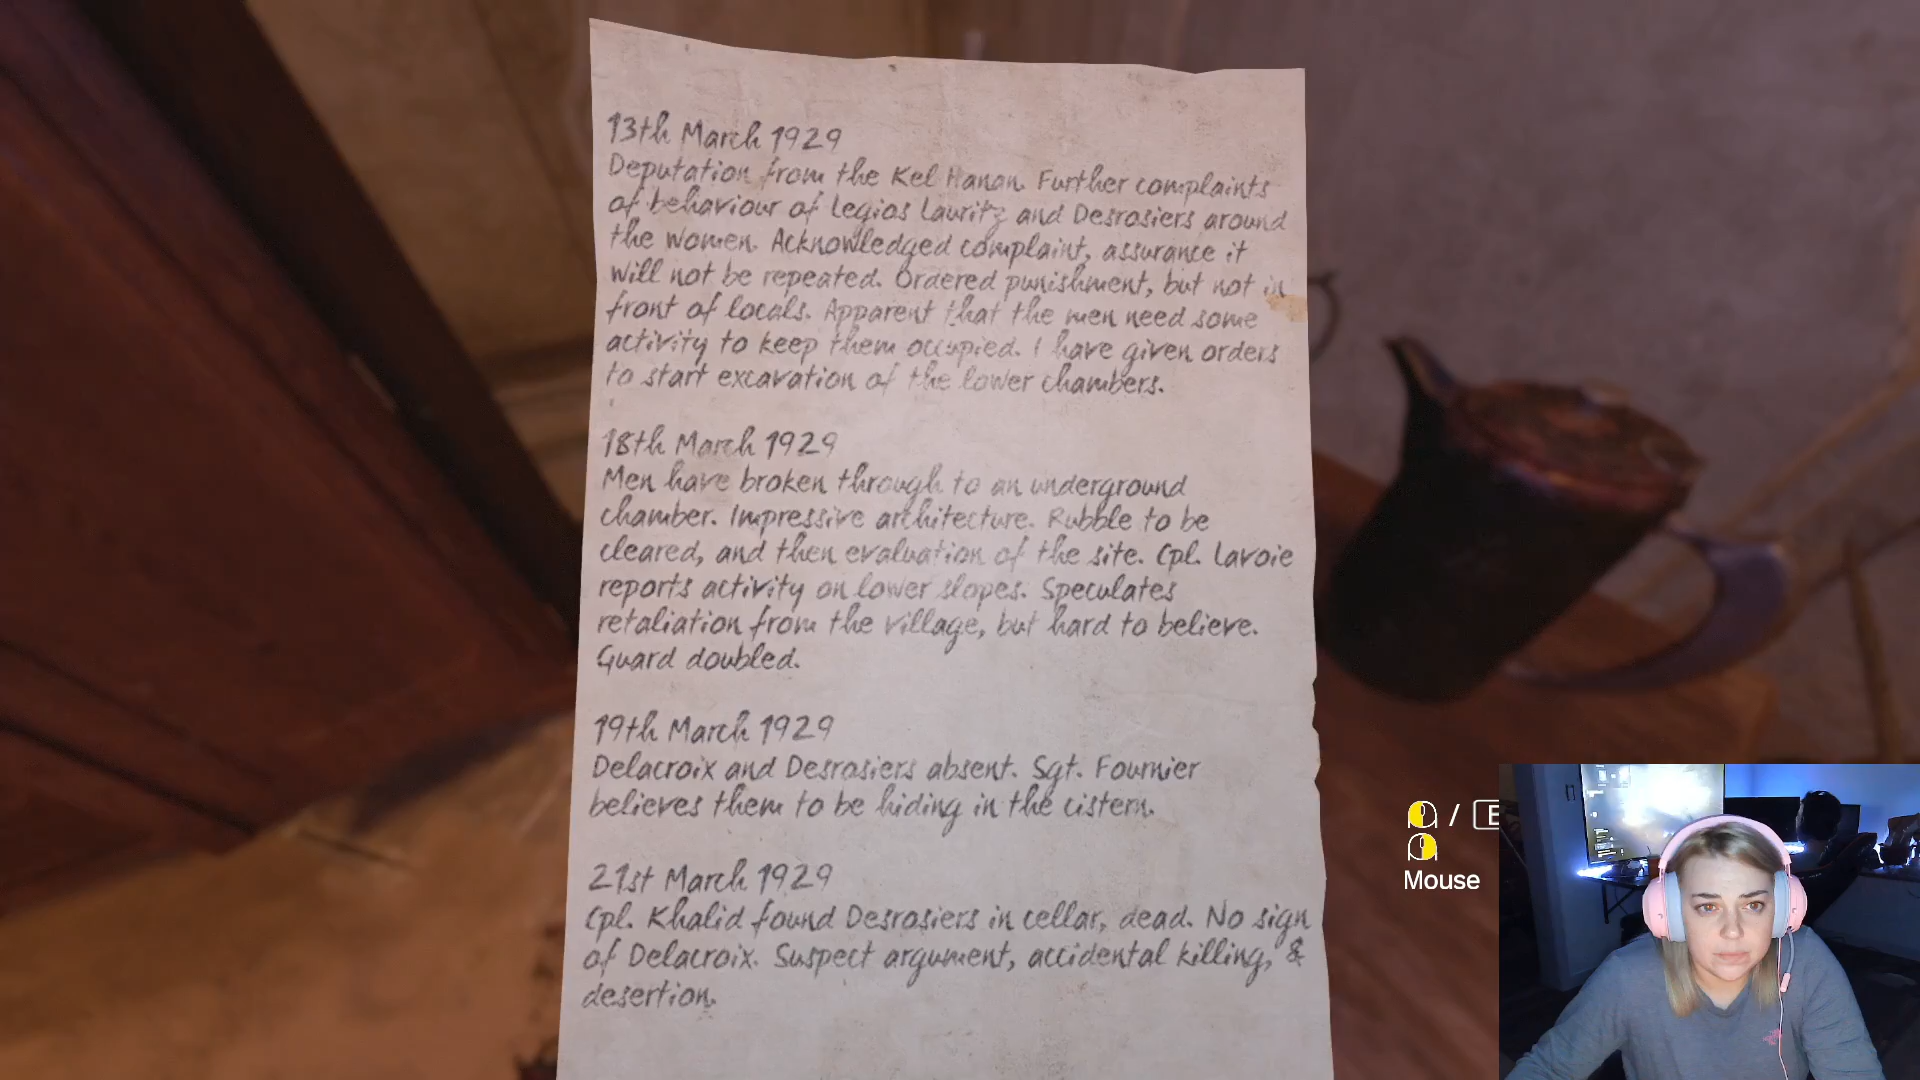 13th March 1929
Deputation from the Kel Hanan. Further complaints
of behaviour of Legios Lauritz and Desrosiers around
the women. Acknowledged complaint, assurance it
will not be repeated. Ordered punishment, but not in
front of locals. Apparent that the men need some
activity to keep them occupied. I have given orders
to start excavation of the lower chambers.
18th March 1929
Men have broken through to an underground
chamber. Impressive architecture. Rubble to be
cleared, and then evaluation of the site. Cpl. Lavoie
reports activity on lower slopes. Speculates
retaliation from the village, but hard to believe.
Guard doubled.
19th March 1929
Delacroix and Desrosiers absent. Sgt. Fournier
believes them to be hiding in the cistern.
21st March 1929
Cpl. Khalid found Desrosiers in cellar, dead. No sign
of Delacroix. Suspect argument, accidental killing, &
desertion.
/ E
Mouse